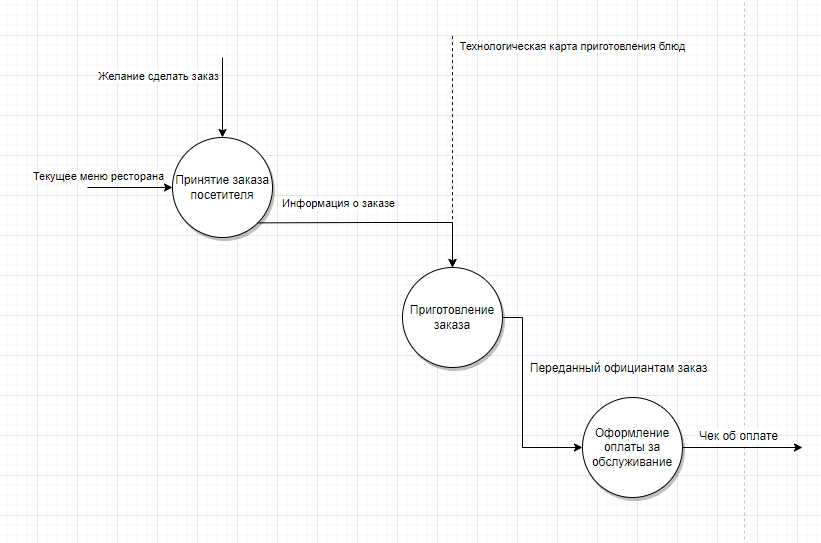 Технологическая карта приготовления блюд
Желание сделать заказ
Текущее меню ресторана
Принятие заказа
посетителя
Информация о заказе
Приготовление
заказа
Переданный официантам заказ
Оформление
оплаты за
обслуживание
Чек об оплате